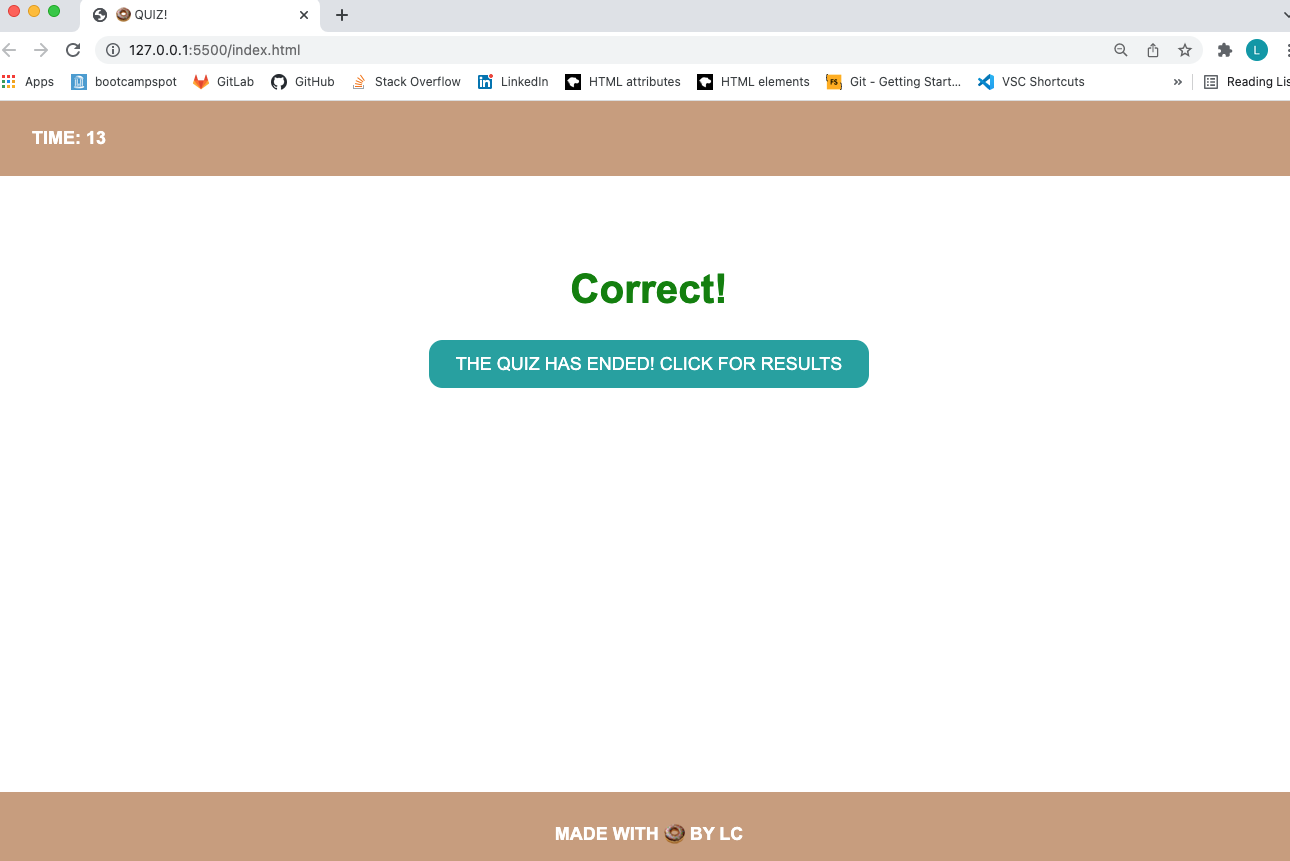 🍩 QUIZ!
127.0.0.1:5500/index.html
L
Apps bootcampspot GitLab GitHub Stack Overflow LinkedIn HTML attributes HTML elements FS Git - Getting Start... VSC Shortcuts » Reading Lis
TIME: 13
Correct!
THE QUIZ HAS ENDED! CLICK FOR RESULTS
MADE WITH 🍩 BY LC